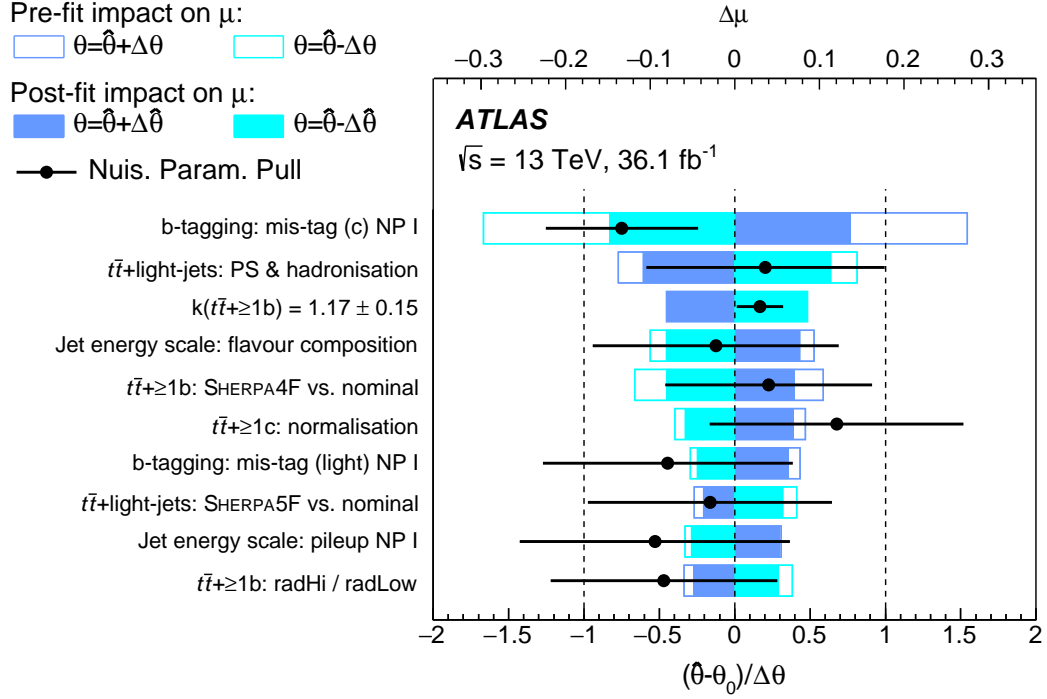 Pre-fit impact on μ:
θ=θ̂+Δθ θ=θ̂-Δθ
Post-fit impact on μ:
θ=θ̂+Δθ̂ θ=θ̂-Δθ̂
Nuis. Param. Pull
Δμ
−0.3 −0.2 −0.1 0 0.1 0.2 0.3
ATLAS
√s = 13 TeV, 36.1 fb⁻¹
b-tagging: mis-tag (c) NP I
tt̄+light-jets: PS & hadronisation
k(tt̄+≥1b) = 1.17 ± 0.15
Jet energy scale: flavour composition
tt̄+≥1b: SHERPA4F vs. nominal
tt̄+≥1c: normalisation
b-tagging: mis-tag (light) NP I
tt̄+light-jets: SHERPA5F vs. nominal
Jet energy scale: pileup NP I
tt̄+≥1b: radHi / radLow
−2 −1.5 −1 −0.5 0 0.5 1 1.5 2
(θ̂-θ₀)/Δθ